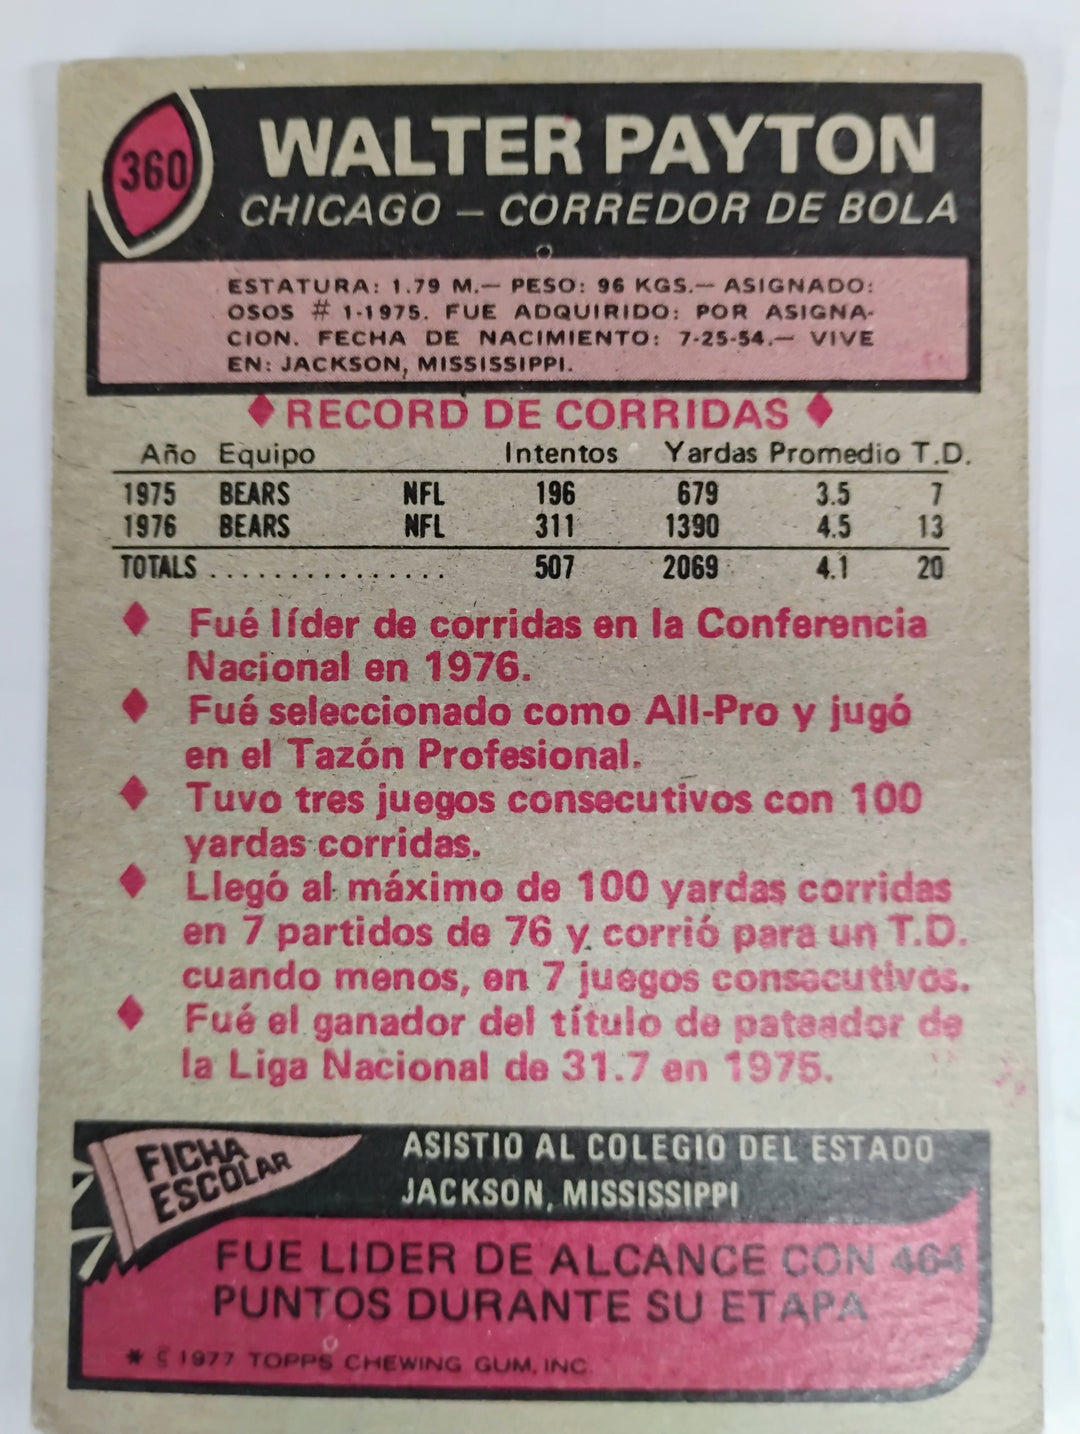 360
WALTER PAYTON
CHICAGO – CORREDOR DE BOLA
ESTATURA: 1.79 M.— PESO: 96 KGS.— ASIGNADO:
OSOS # 1-1975. FUE ADQUIRIDO: POR ASIGNA-
CION. FECHA DE NACIMIENTO: 7-25-54.— VIVE
EN: JACKSON, MISSISSIPPI.
♦ RECORD DE CORRIDAS ♦
Año Equipo Intentos Yardas Promedio T.D.
1975 BEARS NFL 196 679 3.5 7
1976 BEARS NFL 311 1390 4.5 13
TOTALS ............... 507 2069 4.1 20
♦ Fué líder de corridas en la Conferencia
Nacional en 1976.
♦ Fué seleccionado como All-Pro y jugó
en el Tazón Profesional.
♦ Tuvo tres juegos consecutivos con 100
yardas corridas.
♦ Llegó al máximo de 100 yardas corridas
en 7 partidos de 76 y corrió para un T.D.
cuando menos, en 7 juegos consecutivos.
♦ Fué el ganador del título de pateador de
la Liga Nacional de 31.7 en 1975.
FICHA
ESCOLAR
ASISTIO AL COLEGIO DEL ESTADO
JACKSON, MISSISSIPPI
FUE LIDER DE ALCANCE CON 464
PUNTOS DURANTE SU ETAPA
* © 1977 TOPPS CHEWING GUM, INC.